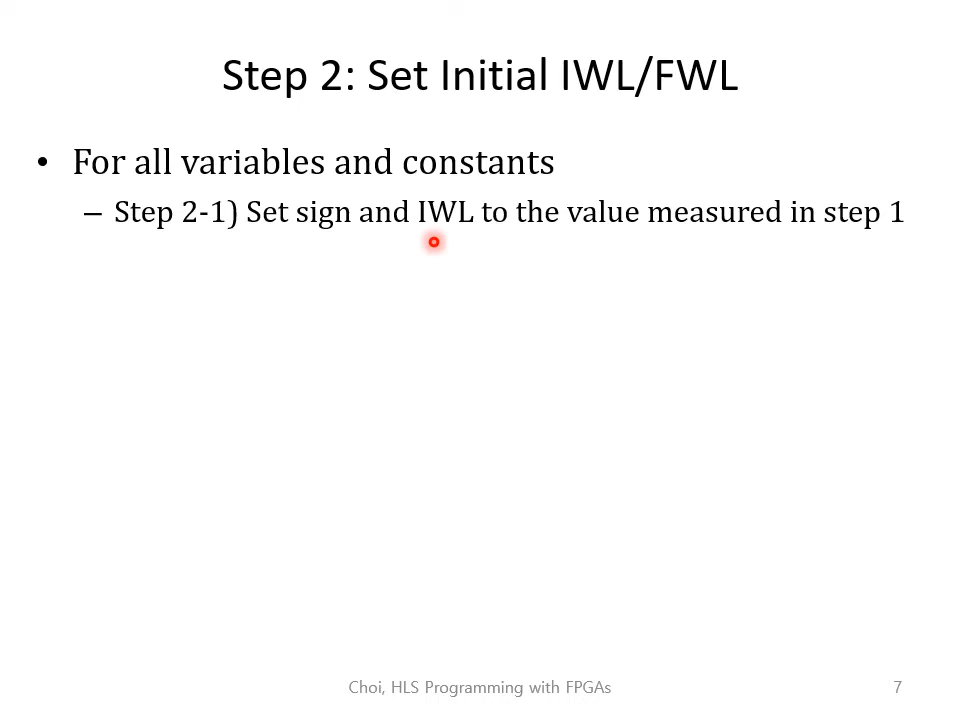 Step 2: Set Initial IWL/FWL
• For all variables and constants
– Step 2-1) Set sign and IWL to the value measured in step 1
Choi, HLS Programming with FPGAs
7